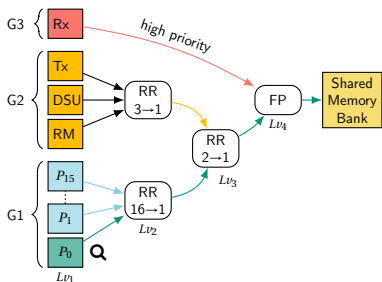 G3
Rx
high priority
G2
Tx
DSU
RM
RR
3→1
FP
Lv₄
Shared
Memory
Bank
RR
2→1
Lv₃
G1
P₁₅
P₁
P₀
RR
16→1
Lv₂
Lv₁